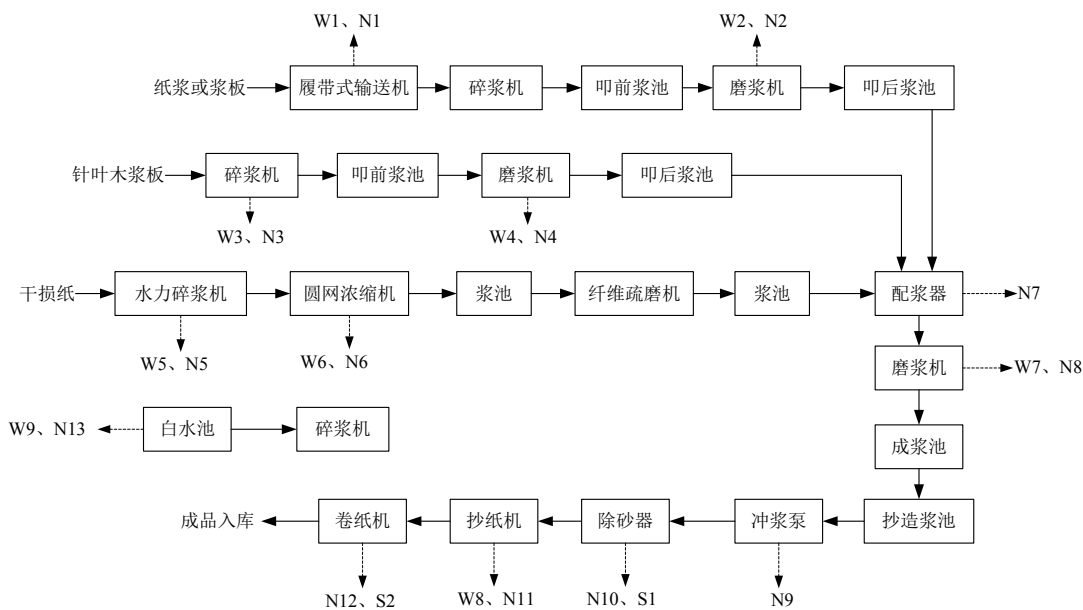 W1、N1
W2、N2
纸浆或浆板
履带式输送机
碎浆机
叩前浆池
磨浆机
叩后浆池
针叶木浆板
碎浆机
叩前浆池
磨浆机
叩后浆池
W3、N3
W4、N4
干损纸
水力碎浆机
圆网浓缩机
浆池
纤维疏磨机
浆池
配浆器
N7
W5、N5
W6、N6
磨浆机
W7、N8
W9、N13
白水池
碎浆机
成浆池
成品入库
卷纸机
抄纸机
除砂器
冲浆泵
抄造浆池
N12、S2
W8、N11
N10、S1
N9